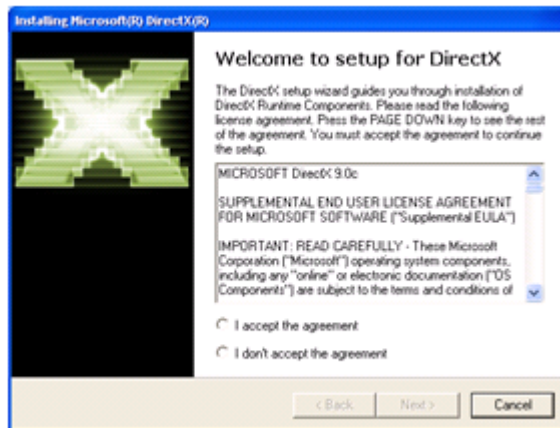 Installing Microsoft(R) DirectX(R)
Welcome to setup for DirectX
The DirectX setup wizard guides you through installation of
DirectX Runtime Components. Please read the following
license agreement. Press the PAGE DOWN key to see the rest
of the agreement. You must accept the agreement to continue
the setup.
MICROSOFT DirectX 9.0c
SUPPLEMENTAL END USER LICENSE AGREEMENT
FOR MICROSOFT SOFTWARE ("Supplemental EULA")
IMPORTANT: READ CAREFULLY - These Microsoft
Corporation ("Microsoft") operating system components,
including any "online" or electronic documentation ("OS
Components") are subject to the terms and conditions of
I accept the agreement
I don't accept the agreement
< Back
Next >
Cancel